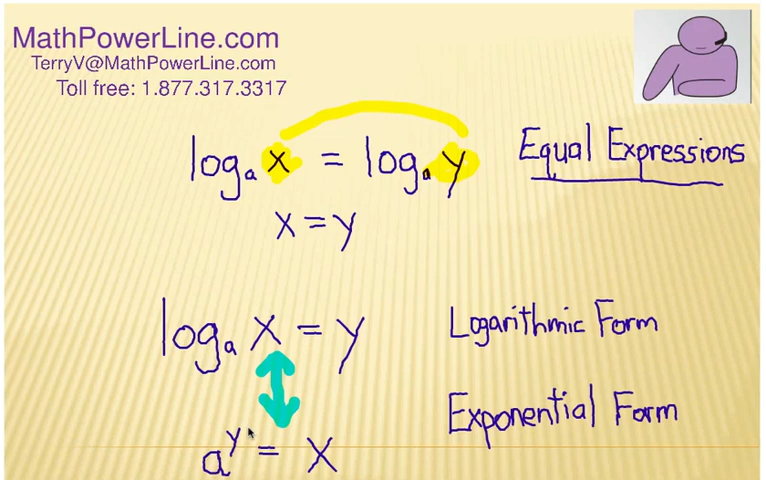 MathPowerLine.com
TerryV@MathPowerLine.com
Toll free: 1.877.317.3317
logₐ x = logₐ y
Equal Expressions
x = y
logₐ x = y
Logarithmic Form
aʸ = x
Exponential Form